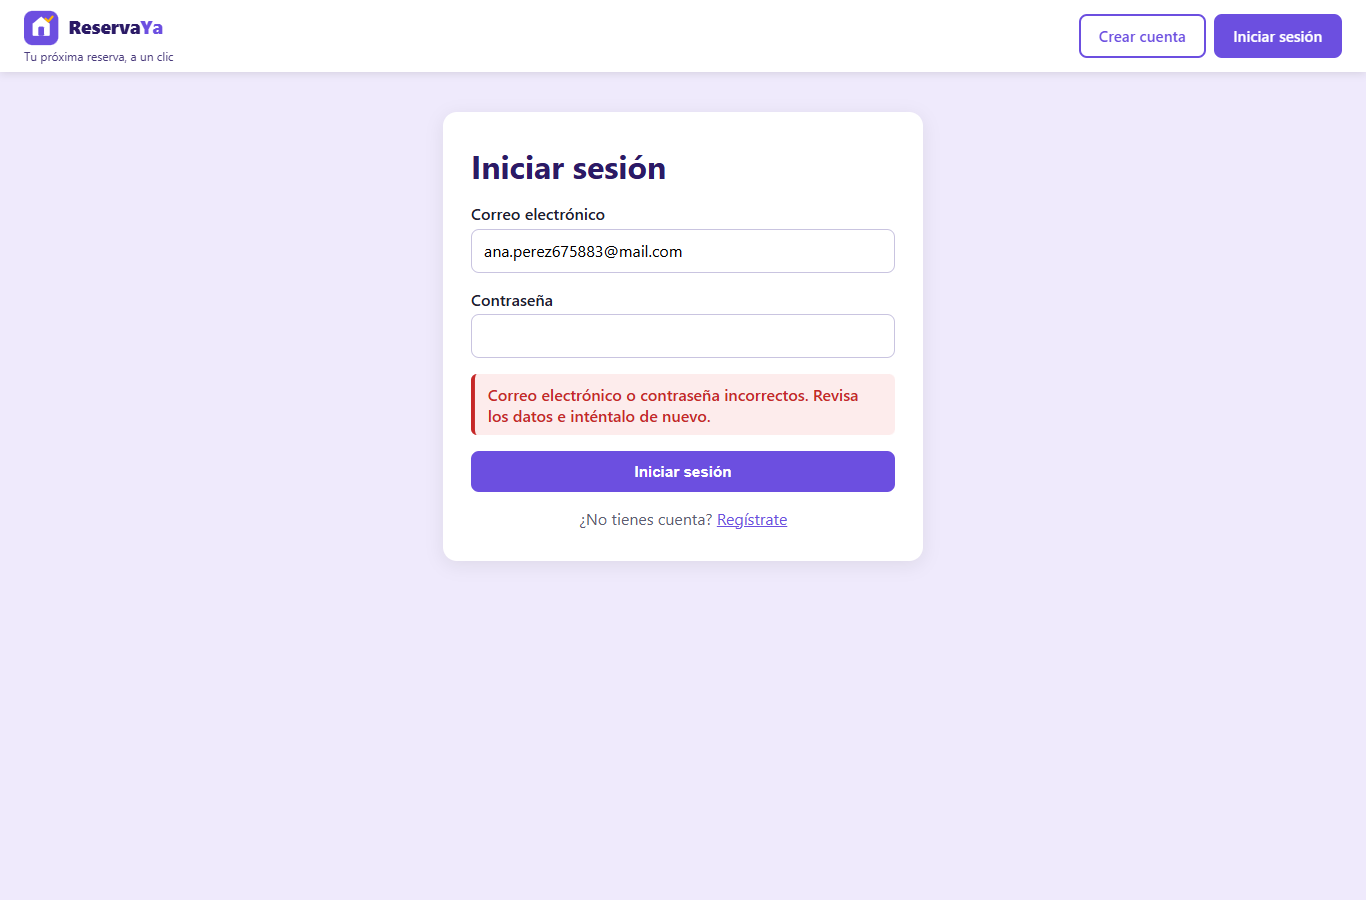 ReservaYa
Tu próxima reserva, a un clic
Crear cuenta
Iniciar sesión
Iniciar sesión
Correo electrónico
ana.perez675883@mail.com
Contraseña
Correo electrónico o contraseña incorrectos. Revisa
los datos e inténtalo de nuevo.
Iniciar sesión
¿No tienes cuenta? Regístrate